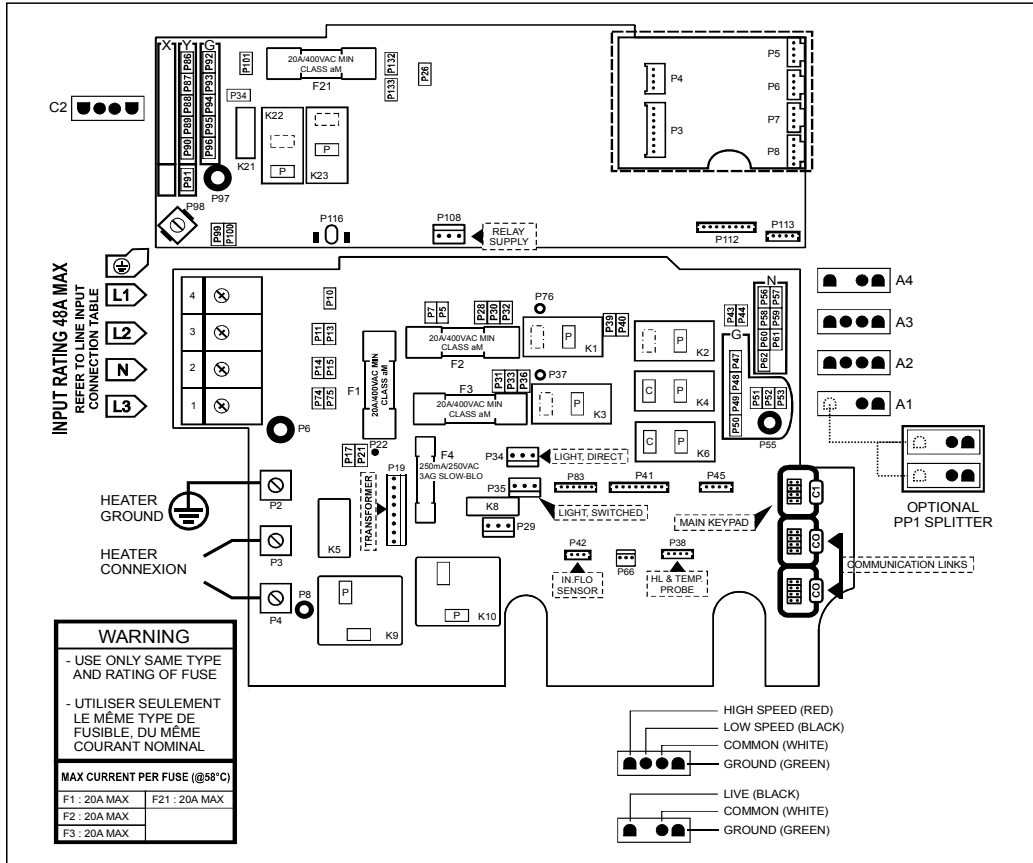 X
Y
G
P86
P87
P88
P89
P90
P91
P92
P93
P94
P95
P96
P97
P98
P99
P100
P101
P34
K21
K22
P
K23
P
20A/400VAC MIN
CLASS aM
F21
P132
P133
P26
P4
P3
P5
P6
P7
P8
C2
P116
P108
RELAY
SUPPLY
P112
P113
INPUT RATING 48A MAX
REFER TO LINE INPUT
CONNECTION TABLE
L1
L2
N
L3
4
3
2
1
P6
P10
P11
P13
P14
P15
P74
P75
P17
P21
P22
F1
20A/400VAC MIN
CLASS aM
P7
P5
P28
P30
P32
20A/400VAC MIN
CLASS aM
F2
F3
20A/400VAC MIN
CLASS aM
P31
P33
P36
P76
P
K1
P39
P40
P37
P
K3
P
K2
C
P
K4
C
P
K6
P43
P44
G
P47
P48
P49
P50
N
P56
P57
P58
P59
P60
P61
P62
P51
P52
P53
P55
A4
A3
A2
A1
OPTIONAL
PP1 SPLITTER
F4
250mA/250VAC
3AG SLOW-BLO
P19
TRANSFORMER
P34
LIGHT, DIRECT
P35
LIGHT, SWITCHED
K8
P29
P83
P41
P45
MAIN KEYPAD
C1
CO
CO
COMMUNICATION LINKS
P42
IN.FLO
SENSOR
P66
P38
HL & TEMP.
PROBE
HEATER
GROUND
P2
HEATER
CONNEXION
P3
P4
P8
K5
P
K9
P
K10
WARNING
- USE ONLY SAME TYPE
AND RATING OF FUSE
- UTILISER SEULEMENT
LE MÊME TYPE DE
FUSIBLE, DU MÊME
COURANT NOMINAL
MAX CURRENT PER FUSE (@58°C)
F1 : 20A MAX
F21 : 20A MAX
F2 : 20A MAX
F3 : 20A MAX
HIGH SPEED (RED)
LOW SPEED (BLACK)
COMMON (WHITE)
GROUND (GREEN)
LIVE (BLACK)
COMMON (WHITE)
GROUND (GREEN)